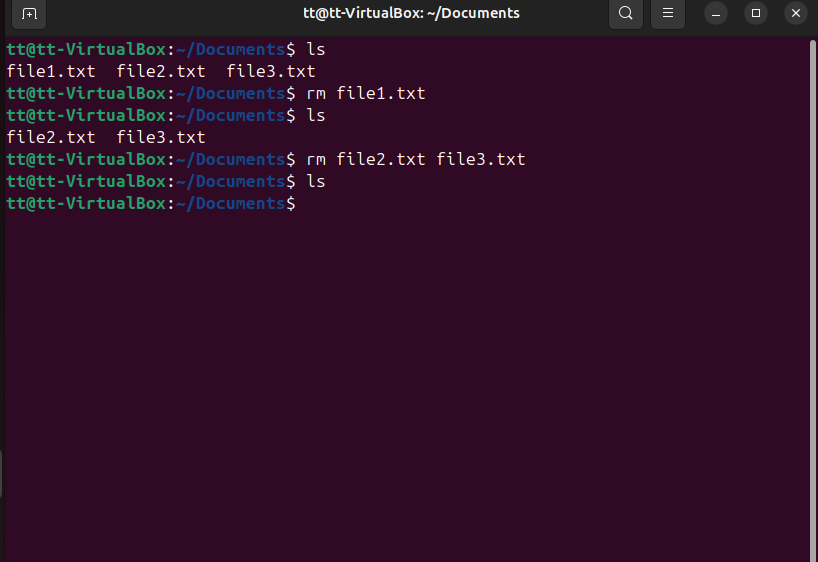 tt@tt-VirtualBox: ~/Documents
tt@tt-VirtualBox:~/Documents$ ls
file1.txt  file2.txt  file3.txt
tt@tt-VirtualBox:~/Documents$ rm file1.txt
tt@tt-VirtualBox:~/Documents$ ls
file2.txt  file3.txt
tt@tt-VirtualBox:~/Documents$ rm file2.txt file3.txt
tt@tt-VirtualBox:~/Documents$ ls
tt@tt-VirtualBox:~/Documents$